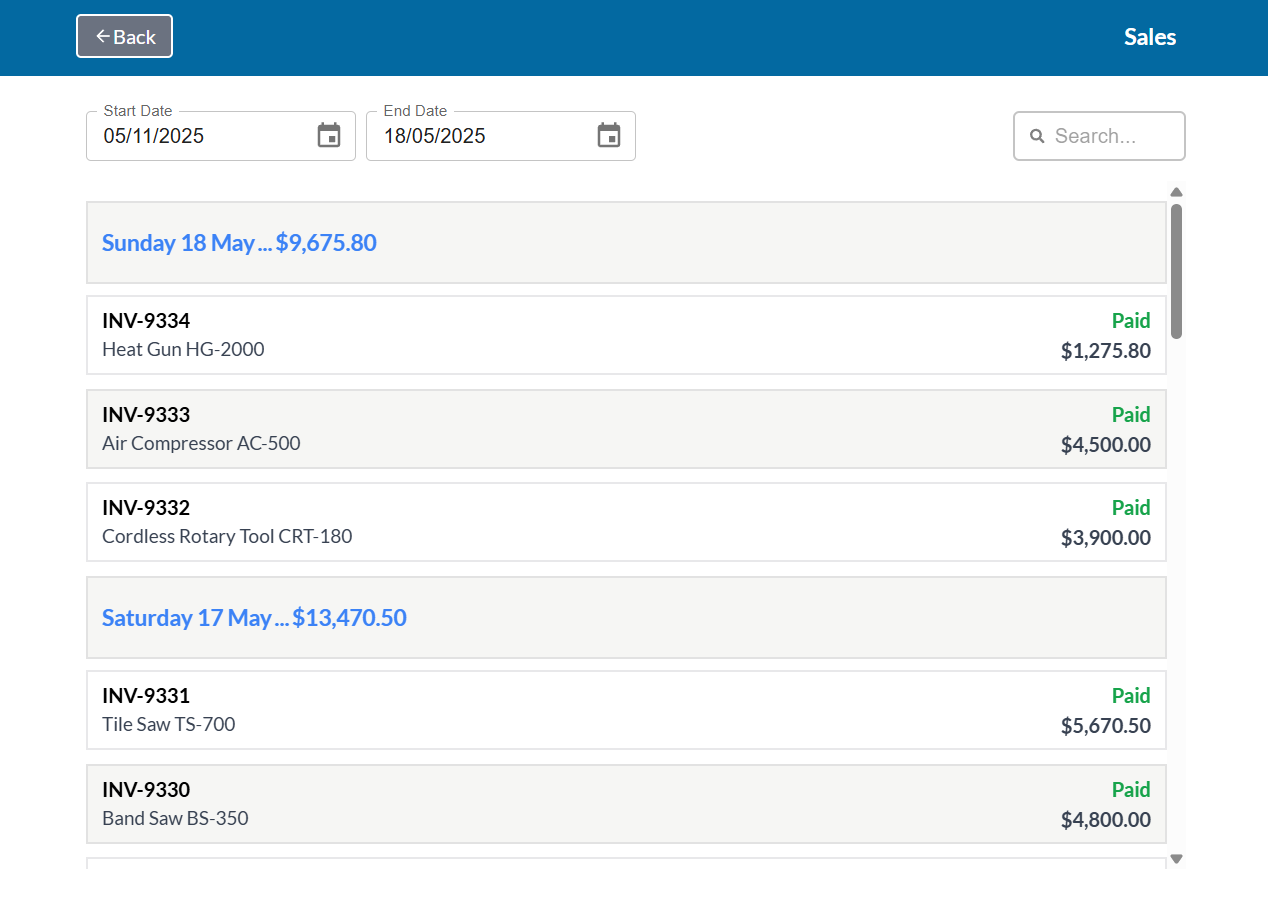 Back
Sales
Start Date
05/11/2025
End Date
18/05/2025
Search...
Sunday 18 May... $9,675.80
INV-9334
Paid
Heat Gun HG-2000
$1,275.80
INV-9333
Paid
Air Compressor AC-500
$4,500.00
INV-9332
Paid
Cordless Rotary Tool CRT-180
$3,900.00
Saturday 17 May... $13,470.50
INV-9331
Paid
Tile Saw TS-700
$5,670.50
INV-9330
Paid
Band Saw BS-350
$4,800.00